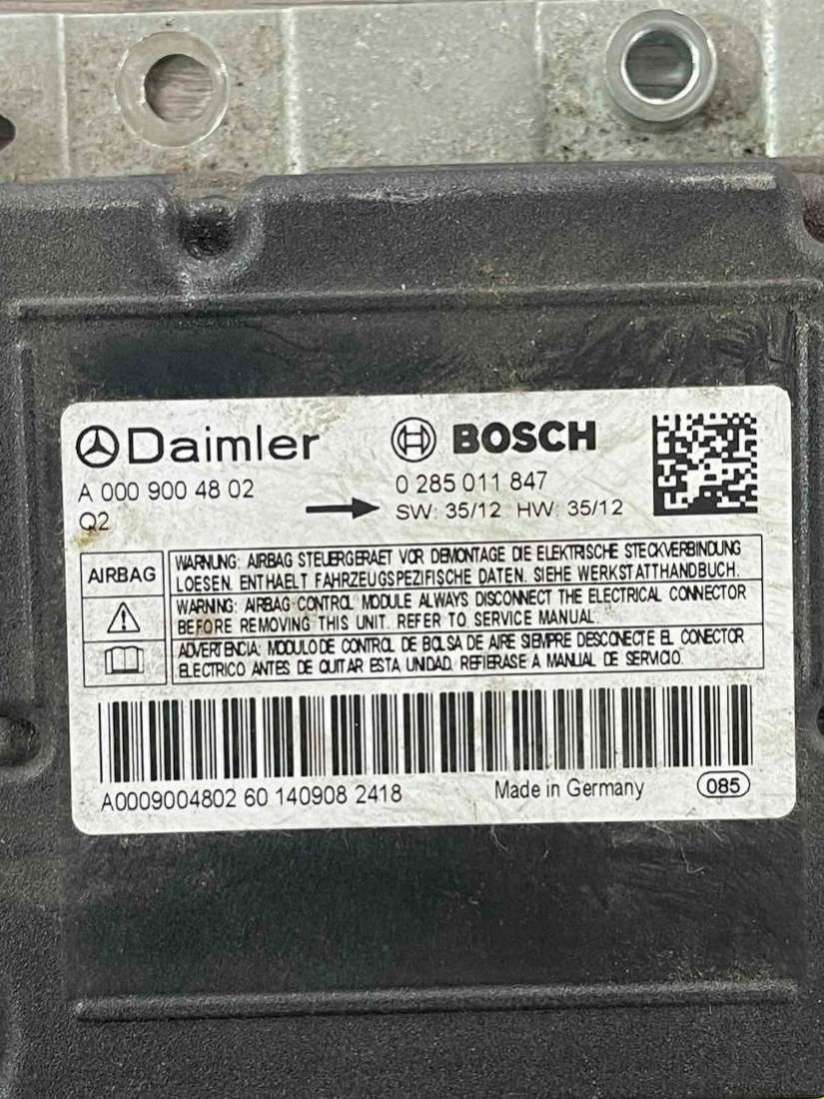 Daimler BOSCH
A 000 900 48 02 0 285 011 847
Q2 SW: 35/12 HW: 35/12
AIRBAG
WARNUNG: AIRBAG STEUERGERAET VOR DEMONTAGE DIE ELEKTRISCHE STECKVERBINDUNG
LOESEN. ENTHAELT FAHRZEUGSPEZIFISCHE DATEN. SIEHE WERKSTATTHANDBUCH.
WARNING: AIRBAG CONTROL MODULE ALWAYS DISCONNECT THE ELECTRICAL CONNECTOR
BEFORE REMOVING THIS UNIT. REFER TO SERVICE MANUAL.
ADVERTENCIA: MODULO DE CONTROL DE BOLSA DE AIRE SIEMPRE DESCONECTE EL CONECTOR
ELECTRICO ANTES DE QUITAR ESTA UNIDAD. REFIERASE A MANUAL DE SERVICIO.
A0009004802 60 140908 2418 Made in Germany 085